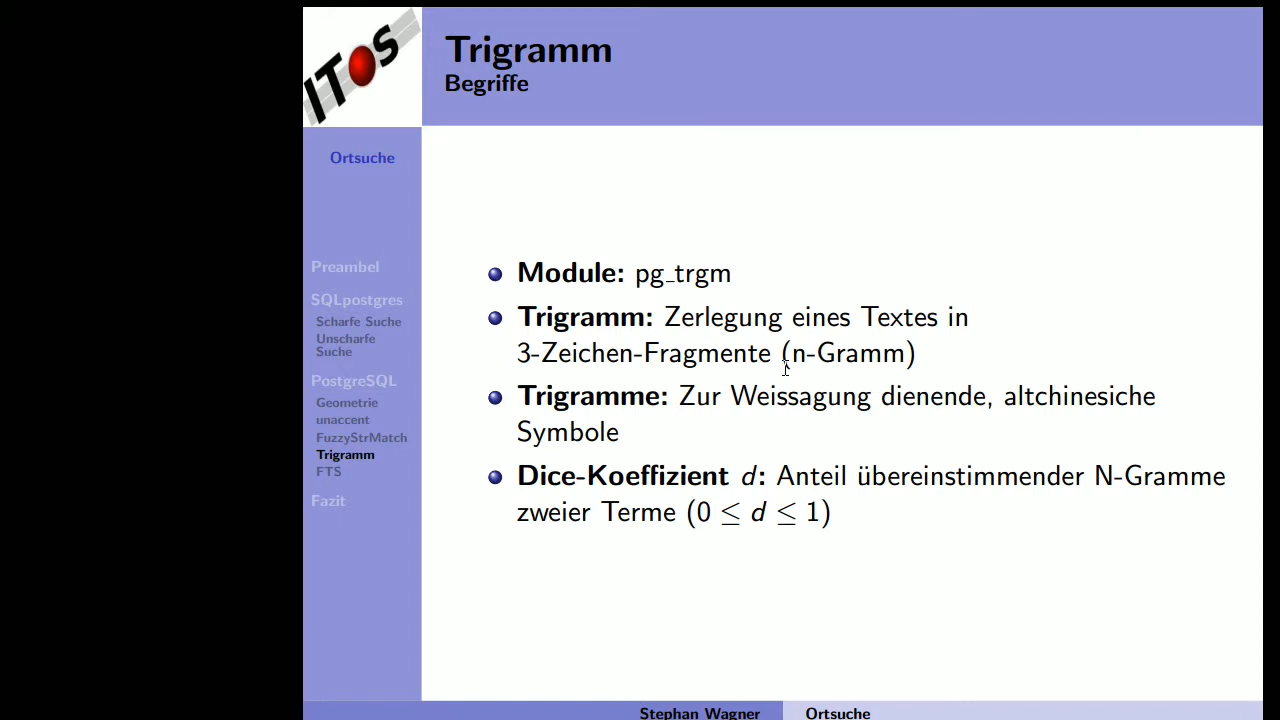 ITOS
Trigramm
Begriffe
Ortsuche
Preambel
SQLpostgres
Scharfe Suche
Unscharfe
Suche
PostgreSQL
Geometrie
unaccent
FuzzyStrMatch
Trigramm
FTS
Fazit
Module: pg_trgm
Trigramm: Zerlegung eines Textes in
3-Zeichen-Fragmente (n-Gramm)
Trigramme: Zur Weissagung dienende, altchinesiche
Symbole
Dice-Koeffizient d: Anteil übereinstimmender N-Gramme
zweier Terme (0 ≤ d ≤ 1)
Stephan Wagner
Ortsuche